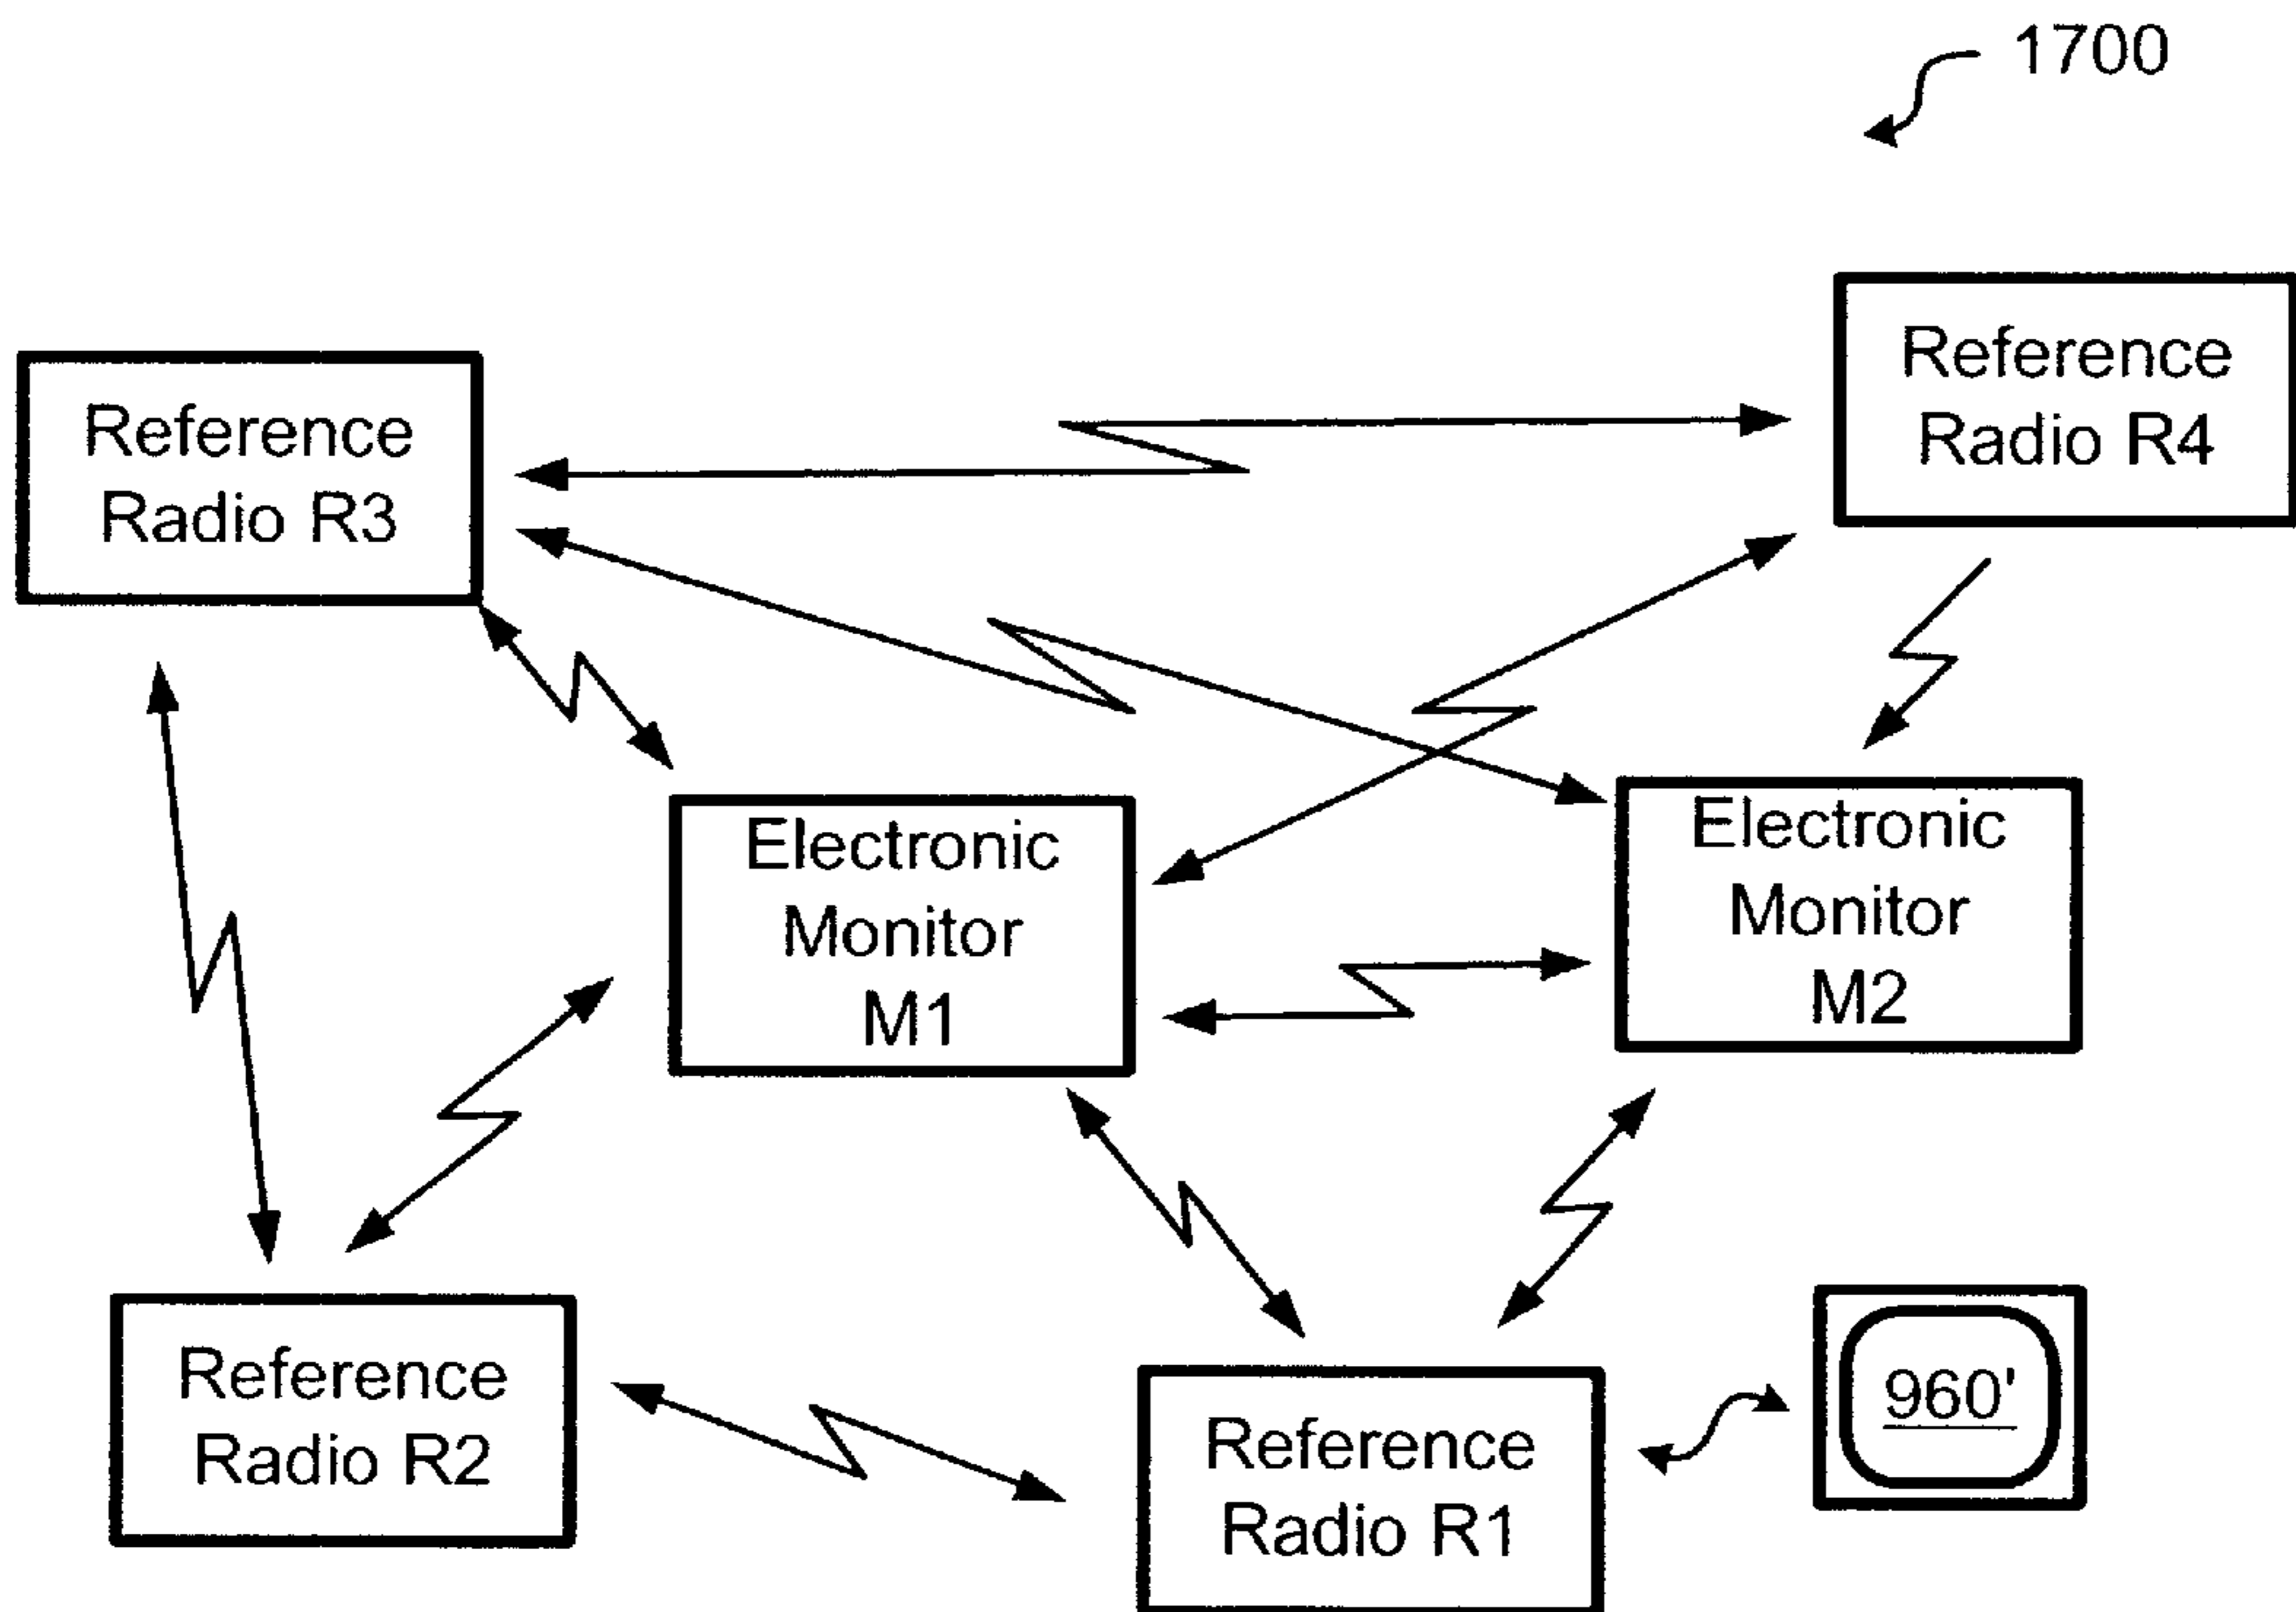 1700
Reference
Radio R4
Reference
Radio R3
Electronic
Monitor
M1
Electronic
Monitor
M2
Reference
Radio R2
Reference
Radio R1
960'